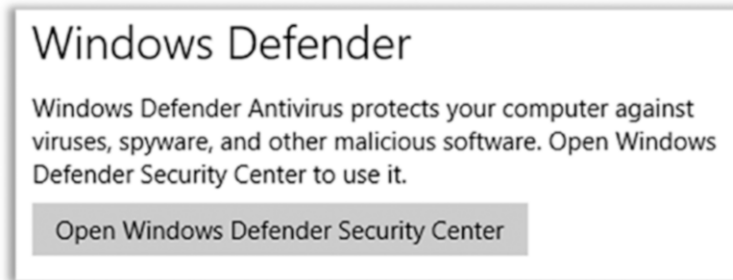 Windows Defender
Windows Defender Antivirus protects your computer against
viruses, spyware, and other malicious software. Open Windows
Defender Security Center to use it.
Open Windows Defender Security Center